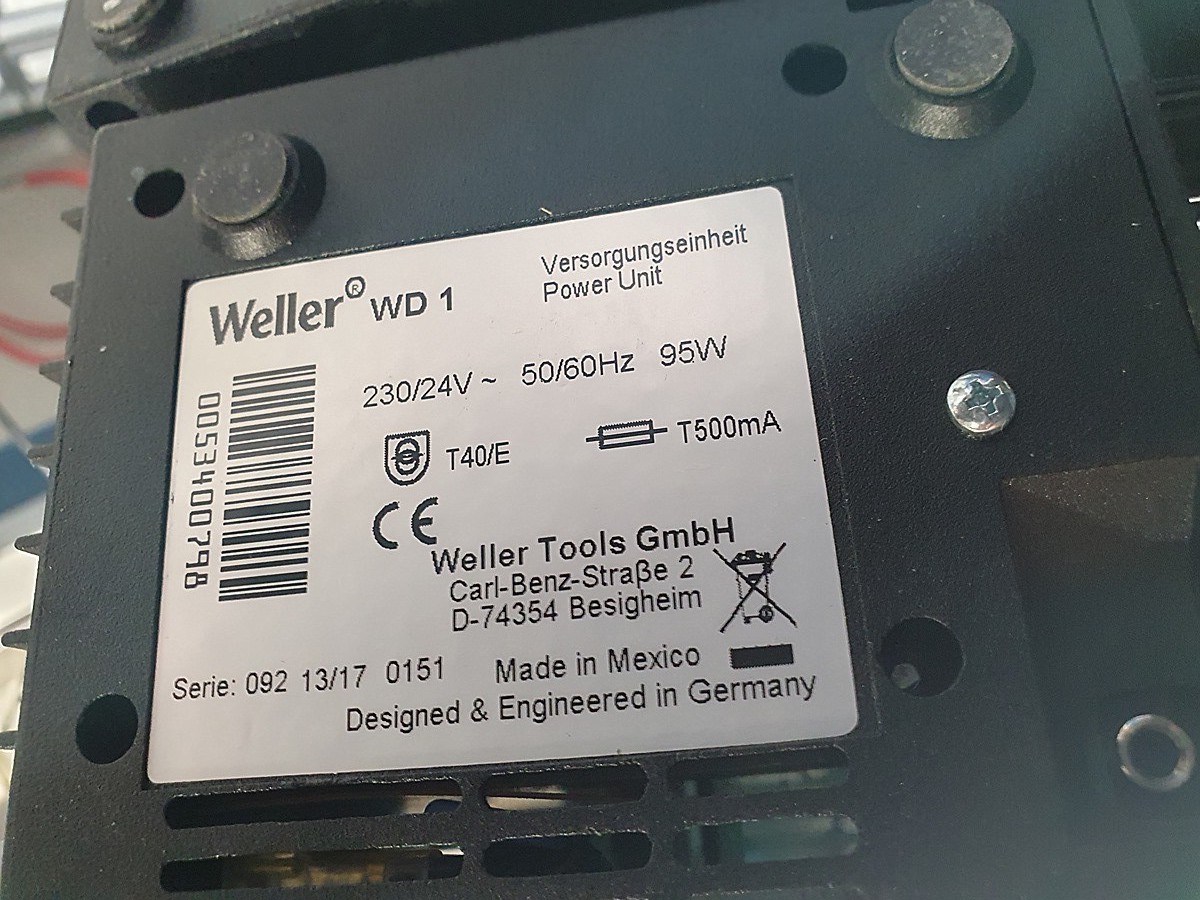 Weller® WD 1
Versorgungseinheit
Power Unit
230/24V ~ 50/60Hz 95W
T40/E
T500mA
0053400798
CE
Weller Tools GmbH
Carl-Benz-Straße 2
D-74354 Besigheim
Serie: 092 13/17 0151
Made in Mexico
Designed & Engineered in Germany